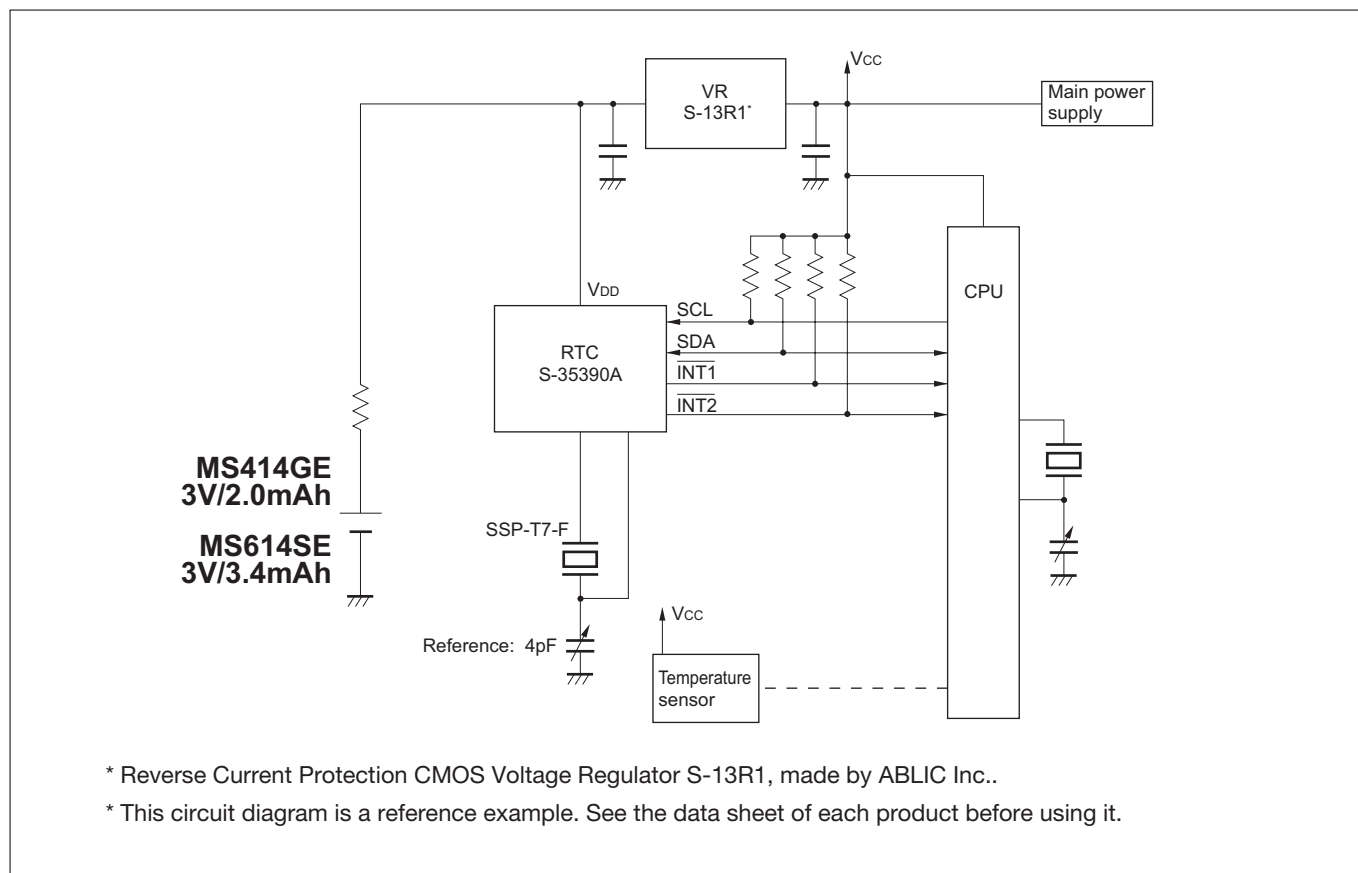 VCC
VR
S-13R1*
Main power
supply
VDD
CPU
SCL
RTC
S-35390A
SDA
INT1
INT2
MS414GE
3V/2.0mAh
MS614SE
3V/3.4mAh
SSP-T7-F
Reference: 4pF
VCC
Temperature
sensor
* Reverse Current Protection CMOS Voltage Regulator S-13R1, made by ABLIC Inc..
* This circuit diagram is a reference example. See the data sheet of each product before using it.